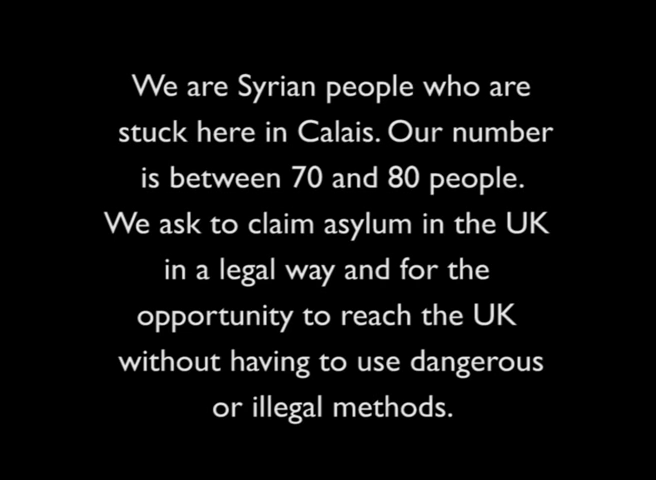 We are Syrian people who are
stuck here in Calais. Our number
is between 70 and 80 people.
We ask to claim asylum in the UK
in a legal way and for the
opportunity to reach the UK
without having to use dangerous
or illegal methods.